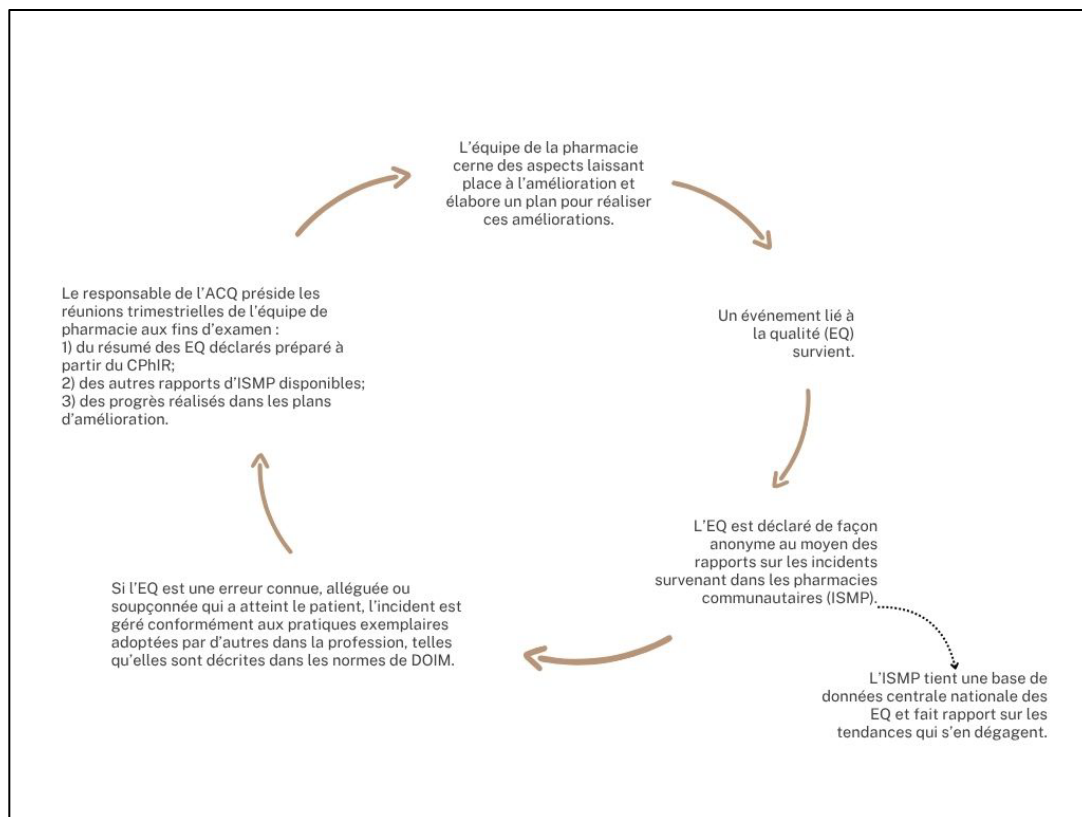 L'équipe de la pharmacie
cerne des aspects laissant
place à l'amélioration et
élabore un plan pour réaliser
ces améliorations.
Un événement lié à
la qualité (EQ)
survient.
L'EQ est déclaré de façon
anonyme au moyen des
rapports sur les incidents
survenant dans les pharmacies
communautaires (ISMP).
L'ISMP tient une base de
données centrale nationale des
EQ et fait rapport sur les
tendances qui s'en dégagent.
Si l'EQ est une erreur connue, alléguée ou
soupçonnée qui a atteint le patient, l'incident est
géré conformément aux pratiques exemplaires
adoptées par d'autres dans la profession, telles
qu'elles sont décrites dans les normes de DOIM.
Le responsable de l'ACQ préside les
réunions trimestrielles de l'équipe de
pharmacie aux fins d'examen :
1) du résumé des EQ déclarés préparé à
partir du CPhIR;
2) des autres rapports d'ISMP disponibles;
3) des progrès réalisés dans les plans
d'amélioration.